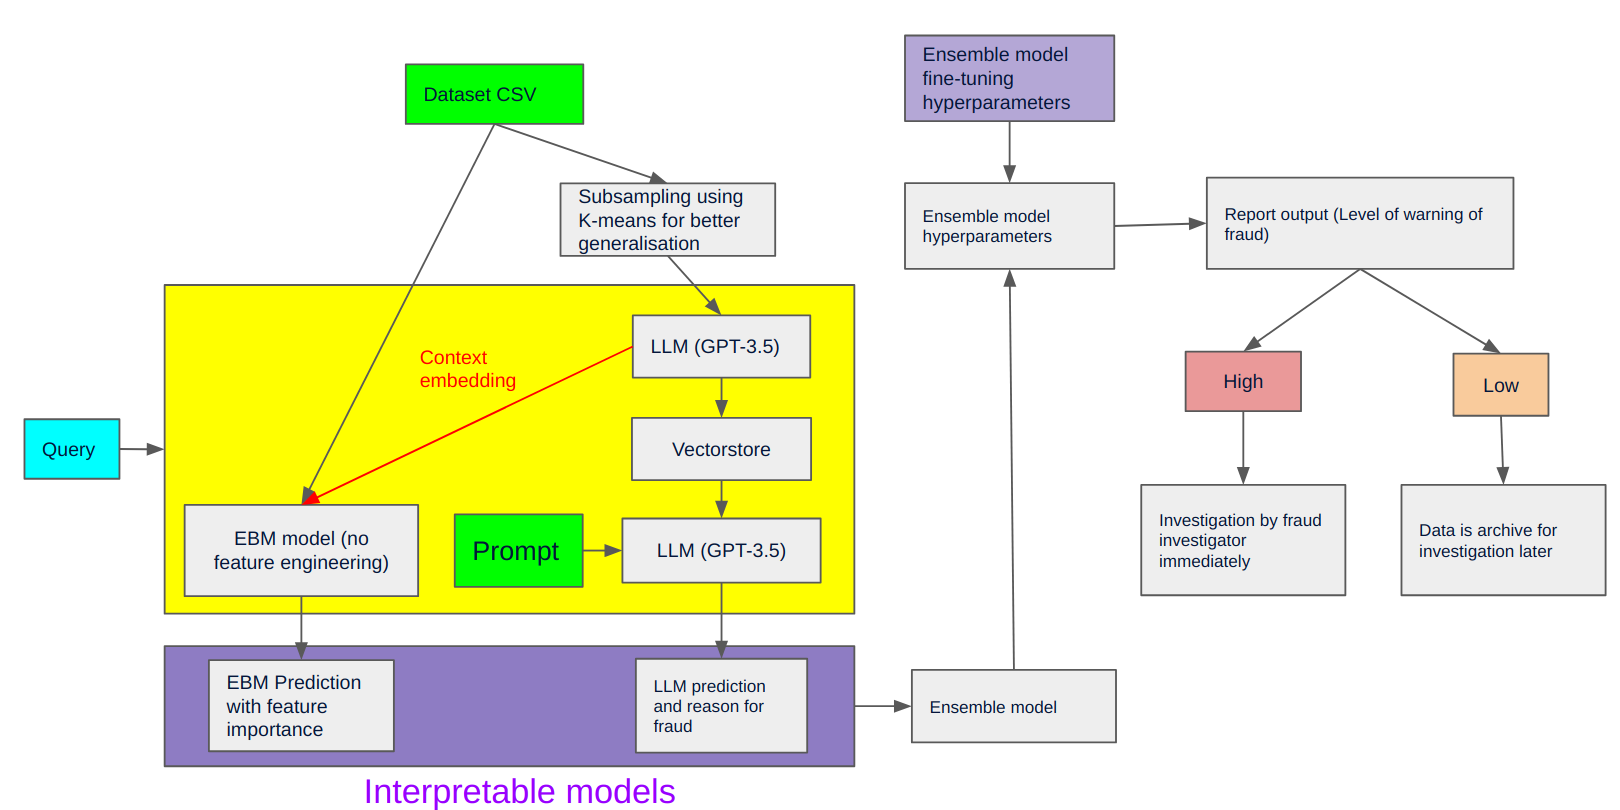 Dataset CSV
Subsampling using
K-means for better
generalisation
Context
embedding
LLM (GPT-3.5)
Vectorstore
Query
EBM model (no
feature engineering)
Prompt
LLM (GPT-3.5)
EBM Prediction
with feature
importance
LLM prediction
and reason for
fraud
Interpretable models
Ensemble model
Ensemble model
fine-tuning
hyperparameters
Ensemble model
hyperparameters
Report output (Level of warning of
fraud)
High
Low
Investigation by fraud
investigator
immediately
Data is archive for
investigation later